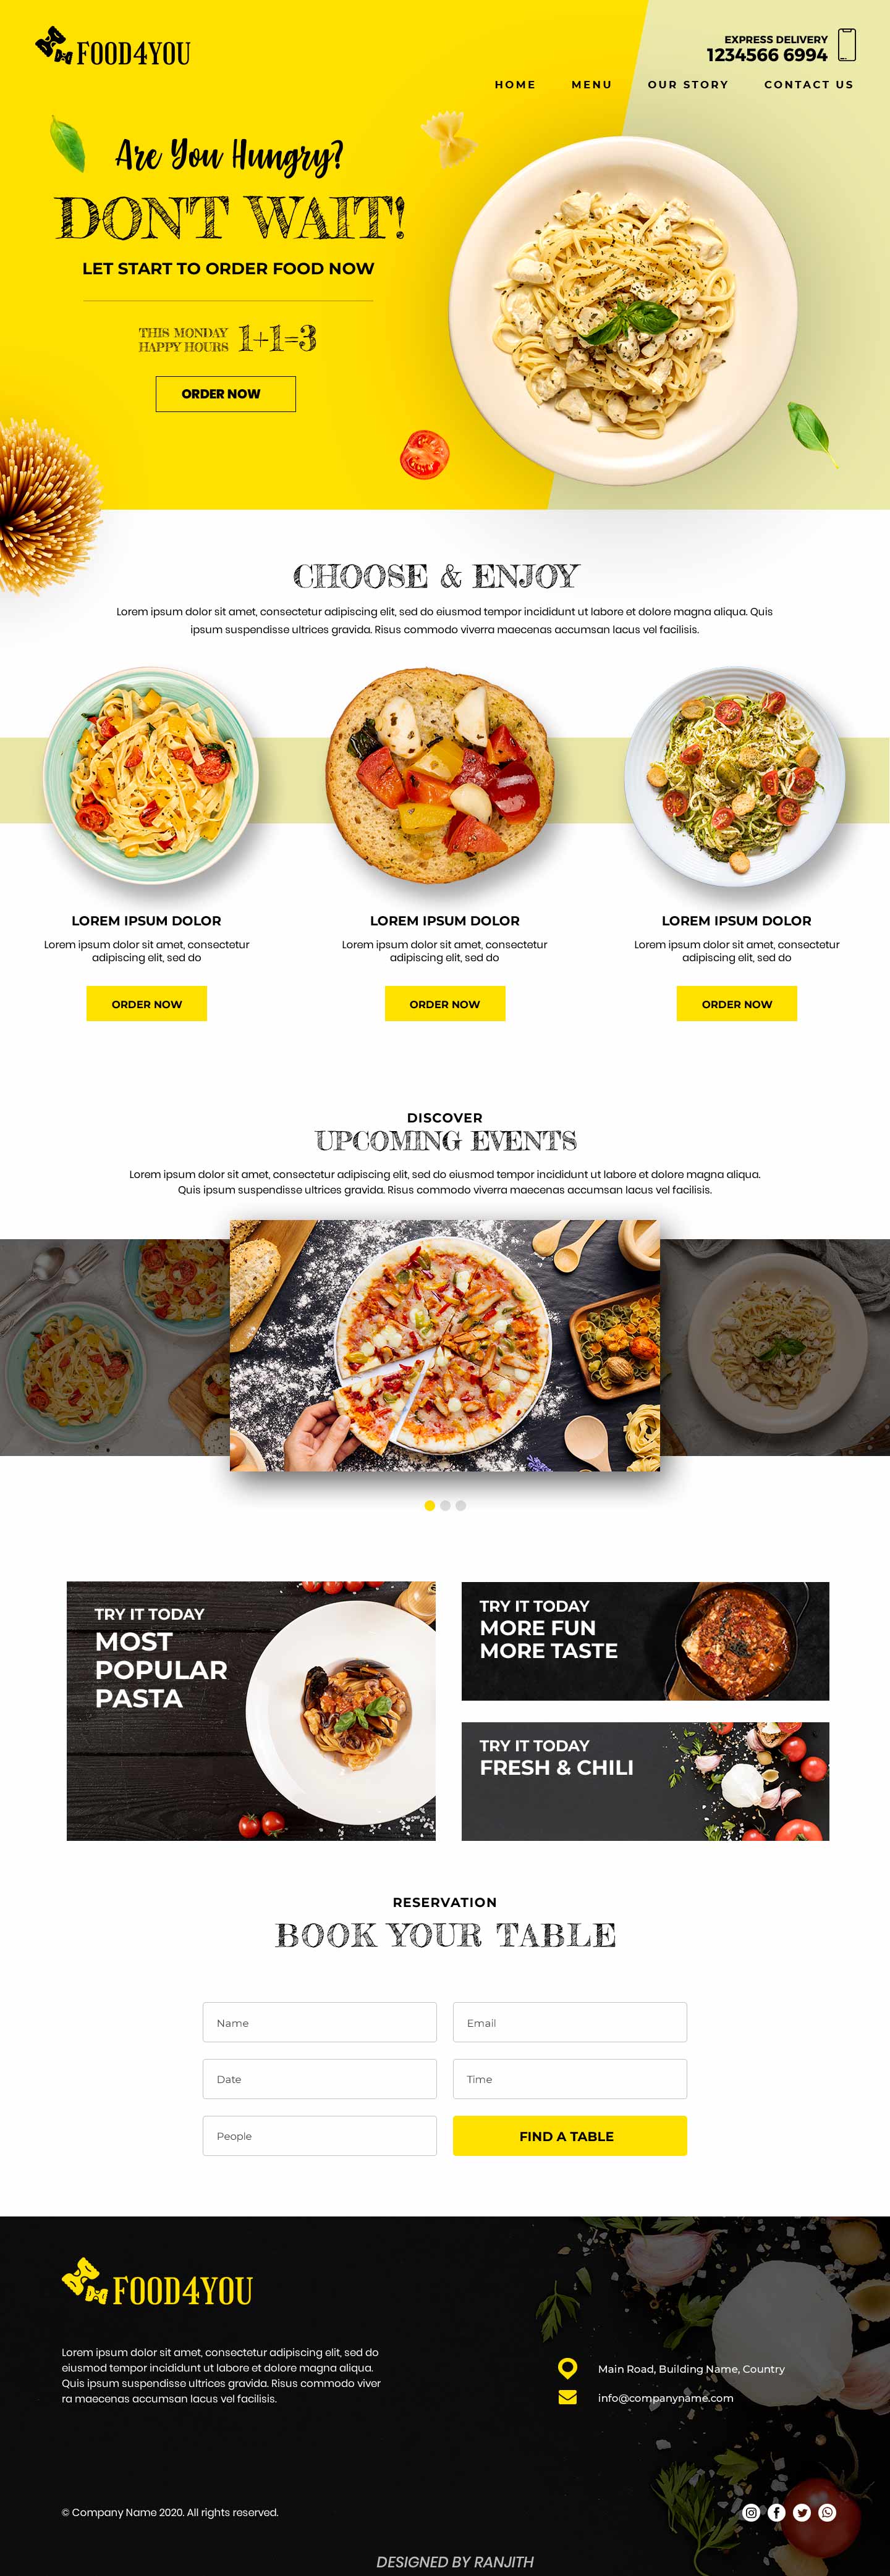 FOOD4YOU
EXPRESS DELIVERY
1234566 6994
HOME MENU OUR STORY CONTACT US
Are You Hungry?
DONT WAIT!
LET START TO ORDER FOOD NOW
THIS MONDAY
HAPPY HOURS
1+1=3
ORDER NOW
CHOOSE & ENJOY
Lorem ipsum dolor sit amet, consectetur adipiscing elit, sed do eiusmod tempor incididunt ut labore et dolore magna aliqua. Quis
ipsum suspendisse ultrices gravida. Risus commodo viverra maecenas accumsan lacus vel facilisis.
LOREM IPSUM DOLOR
Lorem ipsum dolor sit amet, consectetur
adipiscing elit, sed do
ORDER NOW
LOREM IPSUM DOLOR
Lorem ipsum dolor sit amet, consectetur
adipiscing elit, sed do
ORDER NOW
LOREM IPSUM DOLOR
Lorem ipsum dolor sit amet, consectetur
adipiscing elit, sed do
ORDER NOW
DISCOVER
UPCOMING EVENTS
Lorem ipsum dolor sit amet, consectetur adipiscing elit, sed do eiusmod tempor incididunt ut labore et dolore magna aliqua.
Quis ipsum suspendisse ultrices gravida. Risus commodo viverra maecenas accumsan lacus vel facilisis.
TRY IT TODAY
MOST
POPULAR
PASTA
TRY IT TODAY
MORE FUN
MORE TASTE
TRY IT TODAY
FRESH & CHILI
RESERVATION
BOOK YOUR TABLE
Name
Email
Date
Time
People
FIND A TABLE
FOOD4YOU
Lorem ipsum dolor sit amet, consectetur adipiscing elit, sed do
eiusmod tempor incididunt ut labore et dolore magna aliqua.
Quis ipsum suspendisse ultrices gravida. Risus commodo viver
ra maecenas accumsan lacus vel facilisis.
Main Road, Building Name, Country
info@companyname.com
© Company Name 2020. All rights reserved.
DESIGNED BY RANJITH